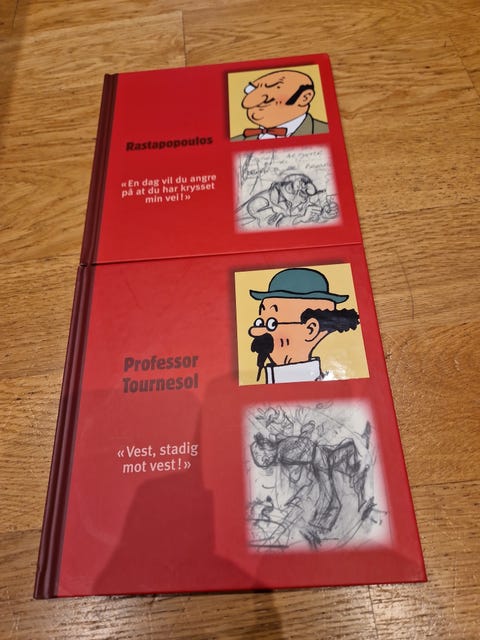 Rastapopoulos
«En dag vil du angre
på at du har krysset
min vei!»
Professor
Tournesol
«Vest, stadig
mot vest!»